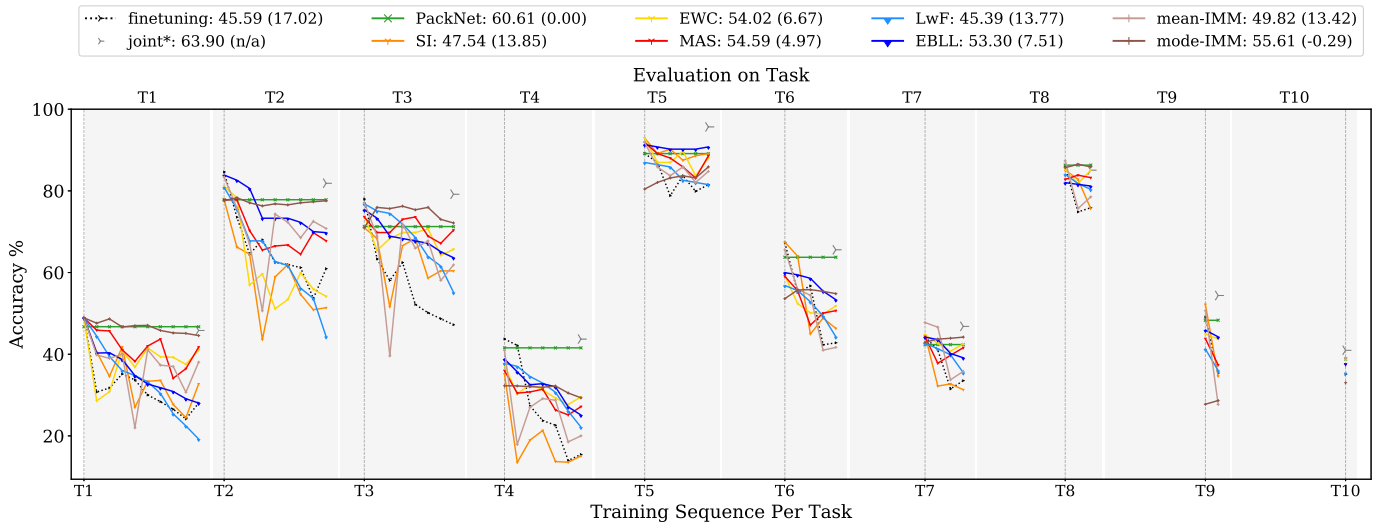 finetuning: 45.59 (17.02) PackNet: 60.61 (0.00) EWC: 54.02 (6.67) LwF: 45.39 (13.77) mean-IMM: 49.82 (13.42)
joint*: 63.90 (n/a) SI: 47.54 (13.85) MAS: 54.59 (4.97) EBLL: 53.30 (7.51) mode-IMM: 55.61 (-0.29)
Evaluation on Task
T1 T2 T3 T4 T5 T6 T7 T8 T9 T10
Accuracy %
100
80
60
40
20
T1 T2 T3 T4 T5 T6 T7 T8 T9 T10
Training Sequence Per Task